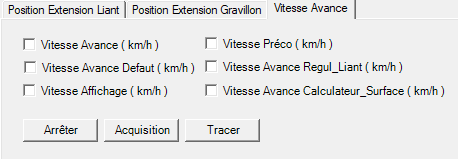 Position Extension Liant Position Extension Gravillon Vitesse Avance
Vitesse Avance ( km/h ) Vitesse Préco ( km/h )
Vitesse Avance Defaut ( km/h ) Vitesse Avance Regul_Liant ( km/h )
Vitesse Affichage ( km/h ) Vitesse Avance Calculateur_Surface ( km/h )
Arrêter Acquisition Tracer